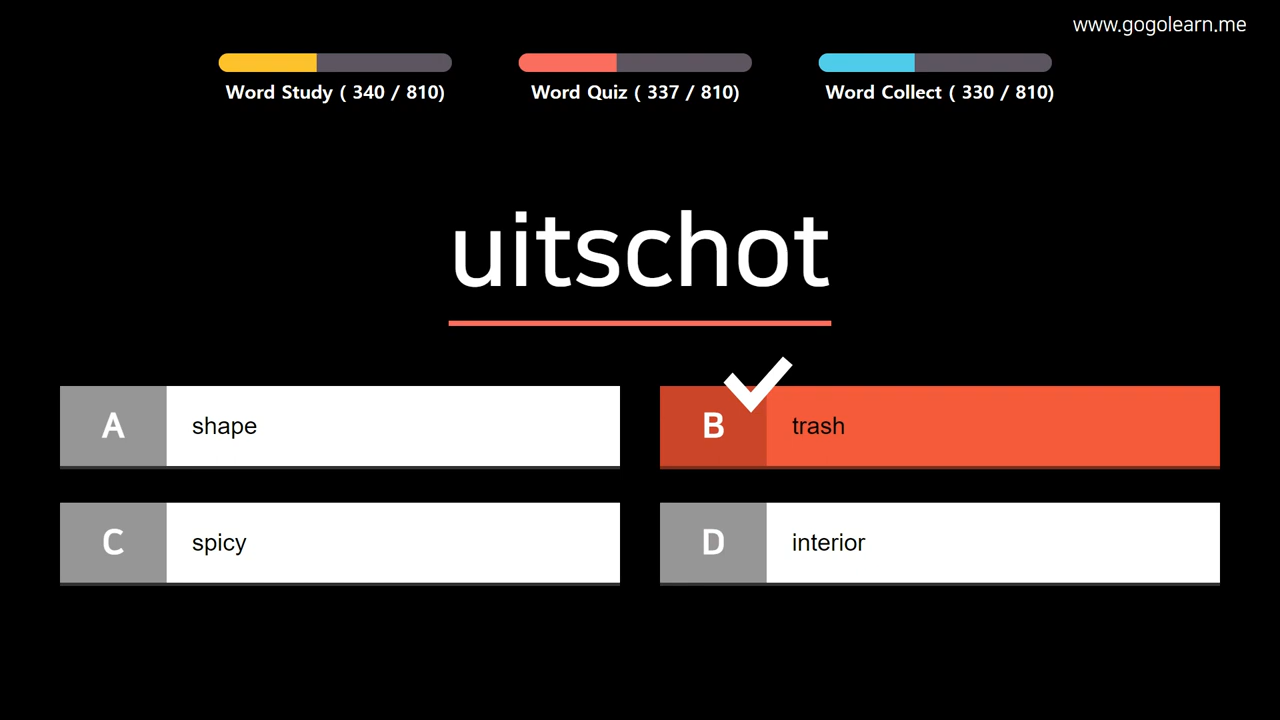 www.gogolearn.me
Word Study ( 340 / 810)
Word Quiz ( 337 / 810)
Word Collect ( 330 / 810)
uitschot
A shape
B trash
C spicy
D interior